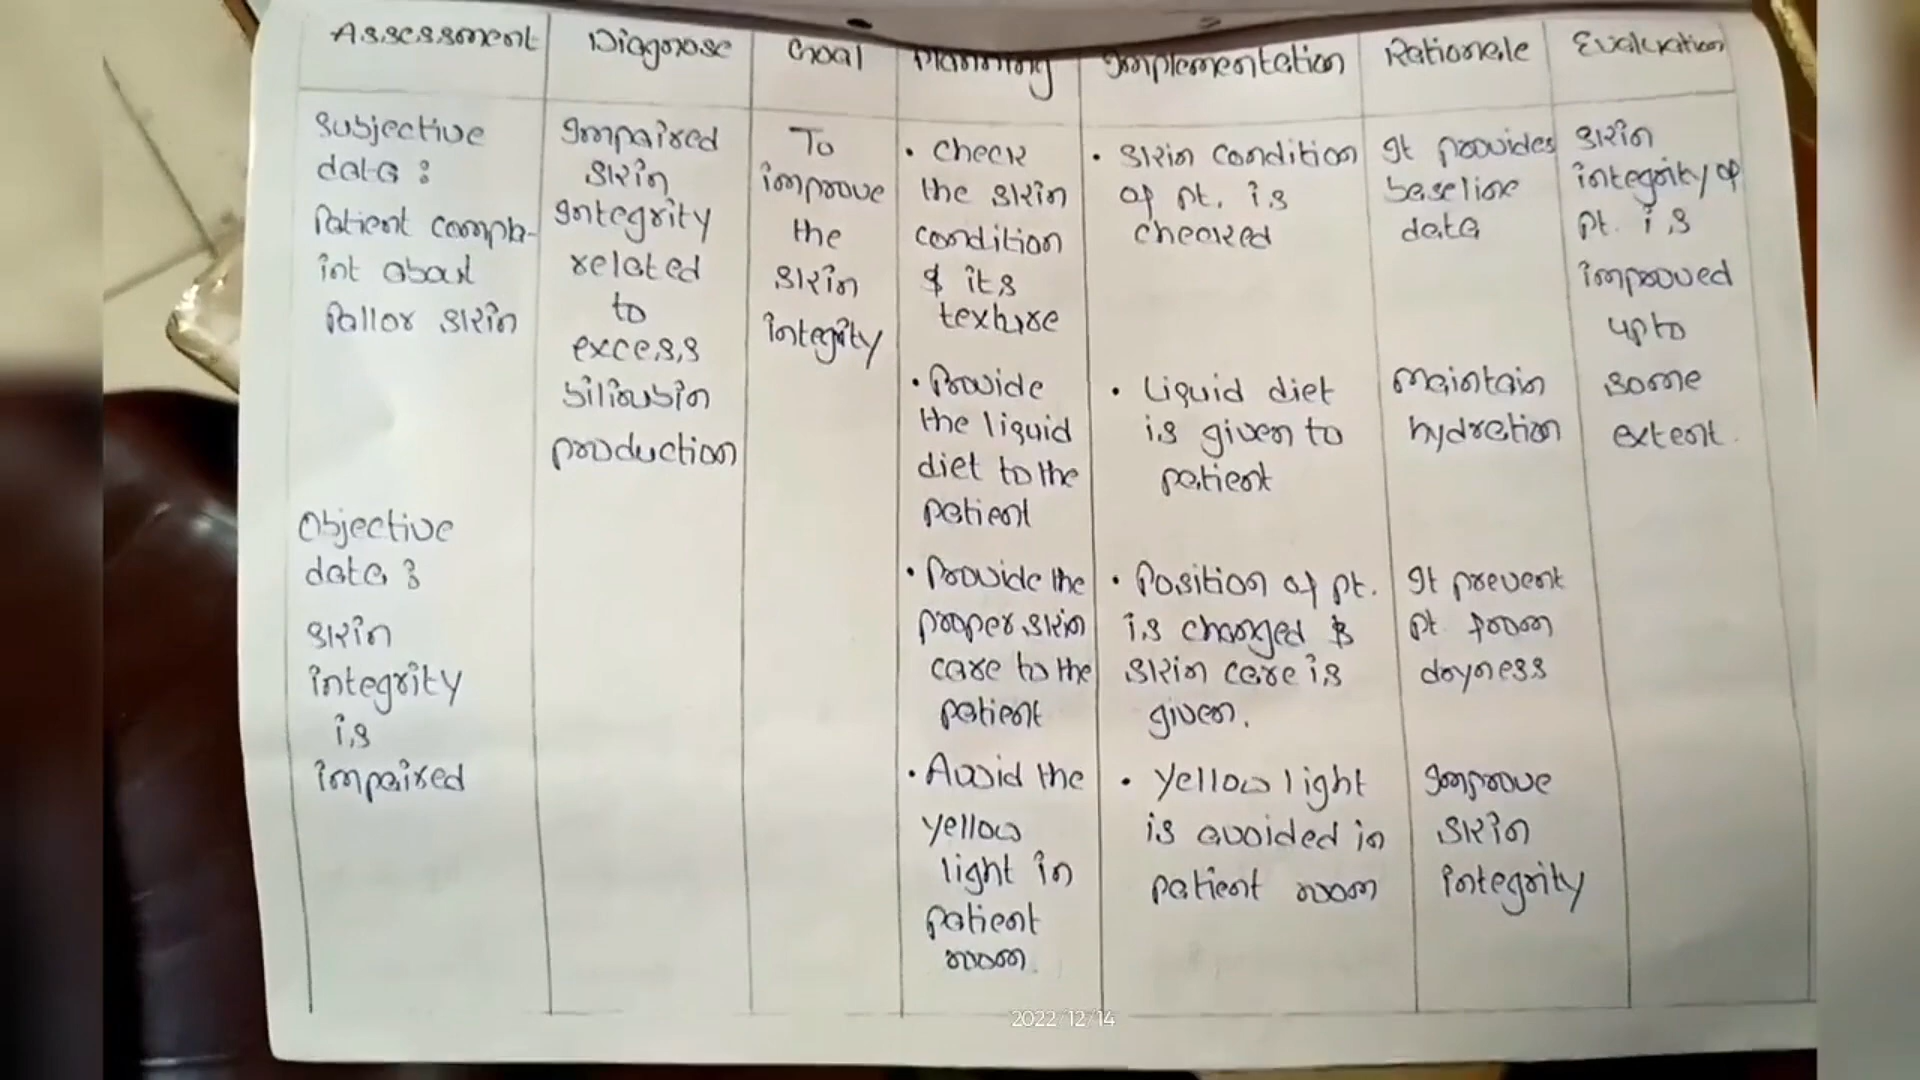 Assessment
Diagnose
Goal
Planning
Implementation
Rationale
Evaluation
Subjective
data :
Patient compla-
int about
Pallor skin
Objective
data :
skin
integrity
is
impaired
Impaired
skin
Integrity
related
to
excess
bilirubin
production
To
improve
the
skin
integrity
• Check
the skin
condition
& its
texture
• Provide
the liquid
diet to the
patient
• Provide the
proper skin
care to the
patient
• Avoid the
yellow
light in
patient
room.
• Skin condition
of pt. is
checked
• Liquid diet
is given to
patient
• Position of pt.
is changed &
skin care is
given.
• Yellow light
is avoided in
patient room
It provides
baseline
data
Maintain
hydration
It prevent
pt. from
dryness
Improve
skin
integrity
Skin
integrity of
pt. is
improved
upto
some
extent.
2022/12/14